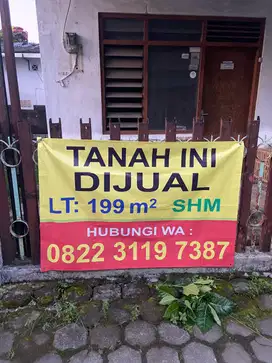 TANAH INI
DIJUAL
LT: 199 m² SHM
HUBUNGI WA :
0822 3119 7387